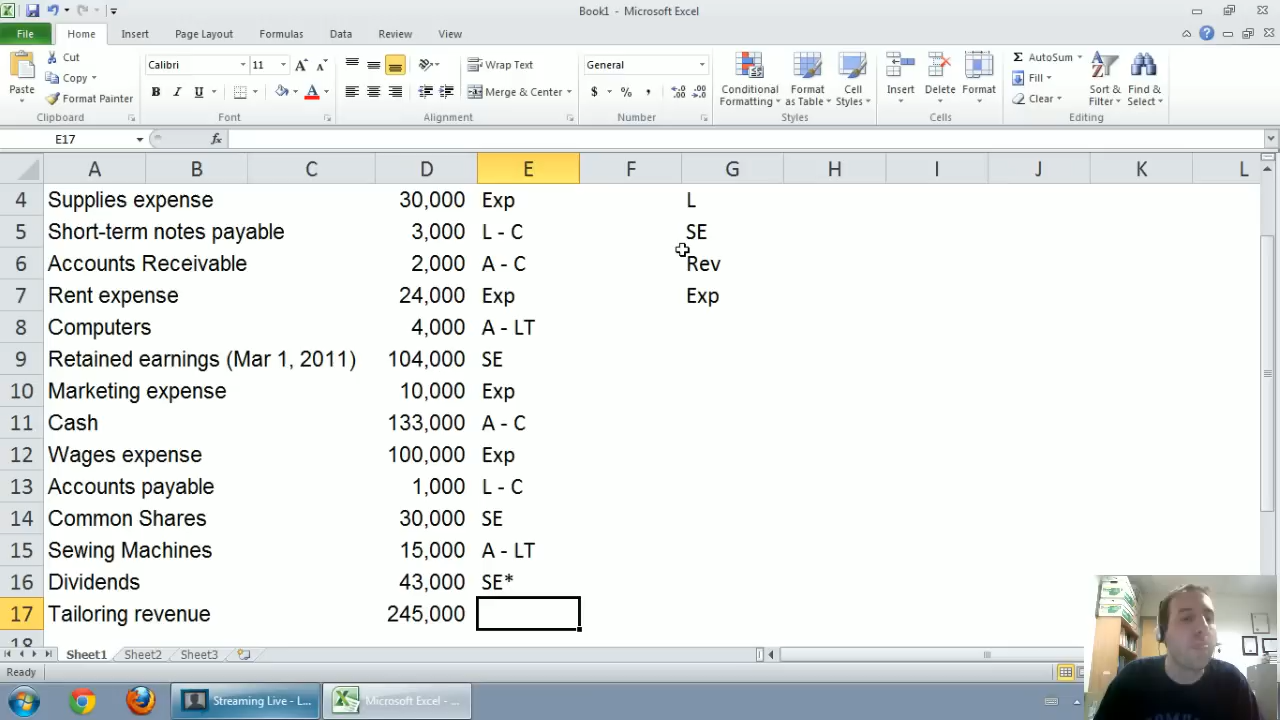 Book1 - Microsoft Excel
File Home Insert Page Layout Formulas Data Review View
Paste
Cut
Copy
Format Painter
Clipboard
Calibri 11
B I U
Font
Wrap Text
Merge & Center
Alignment
General
$ % ,
Number
Conditional Formatting
Format as Table
Cell Styles
Styles
Insert
Delete
Format
Cells
AutoSum
Fill
Clear
Sort & Filter
Find & Select
Editing
E17 fx
A B C D E F G H I J K L
4 Supplies expense 30,000 Exp L
5 Short-term notes payable 3,000 L - C SE
6 Accounts Receivable 2,000 A - C Rev
7 Rent expense 24,000 Exp Exp
8 Computers 4,000 A - LT
9 Retained earnings (Mar 1, 2011) 104,000 SE
10 Marketing expense 10,000 Exp
11 Cash 133,000 A - C
12 Wages expense 100,000 Exp
13 Accounts payable 1,000 L - C
14 Common Shares 30,000 SE
15 Sewing Machines 15,000 A - LT
16 Dividends 43,000 SE*
17 Tailoring revenue 245,000
18
Sheet1 Sheet2 Sheet3
Ready
Streaming Live - L... Microsoft Excel - ...